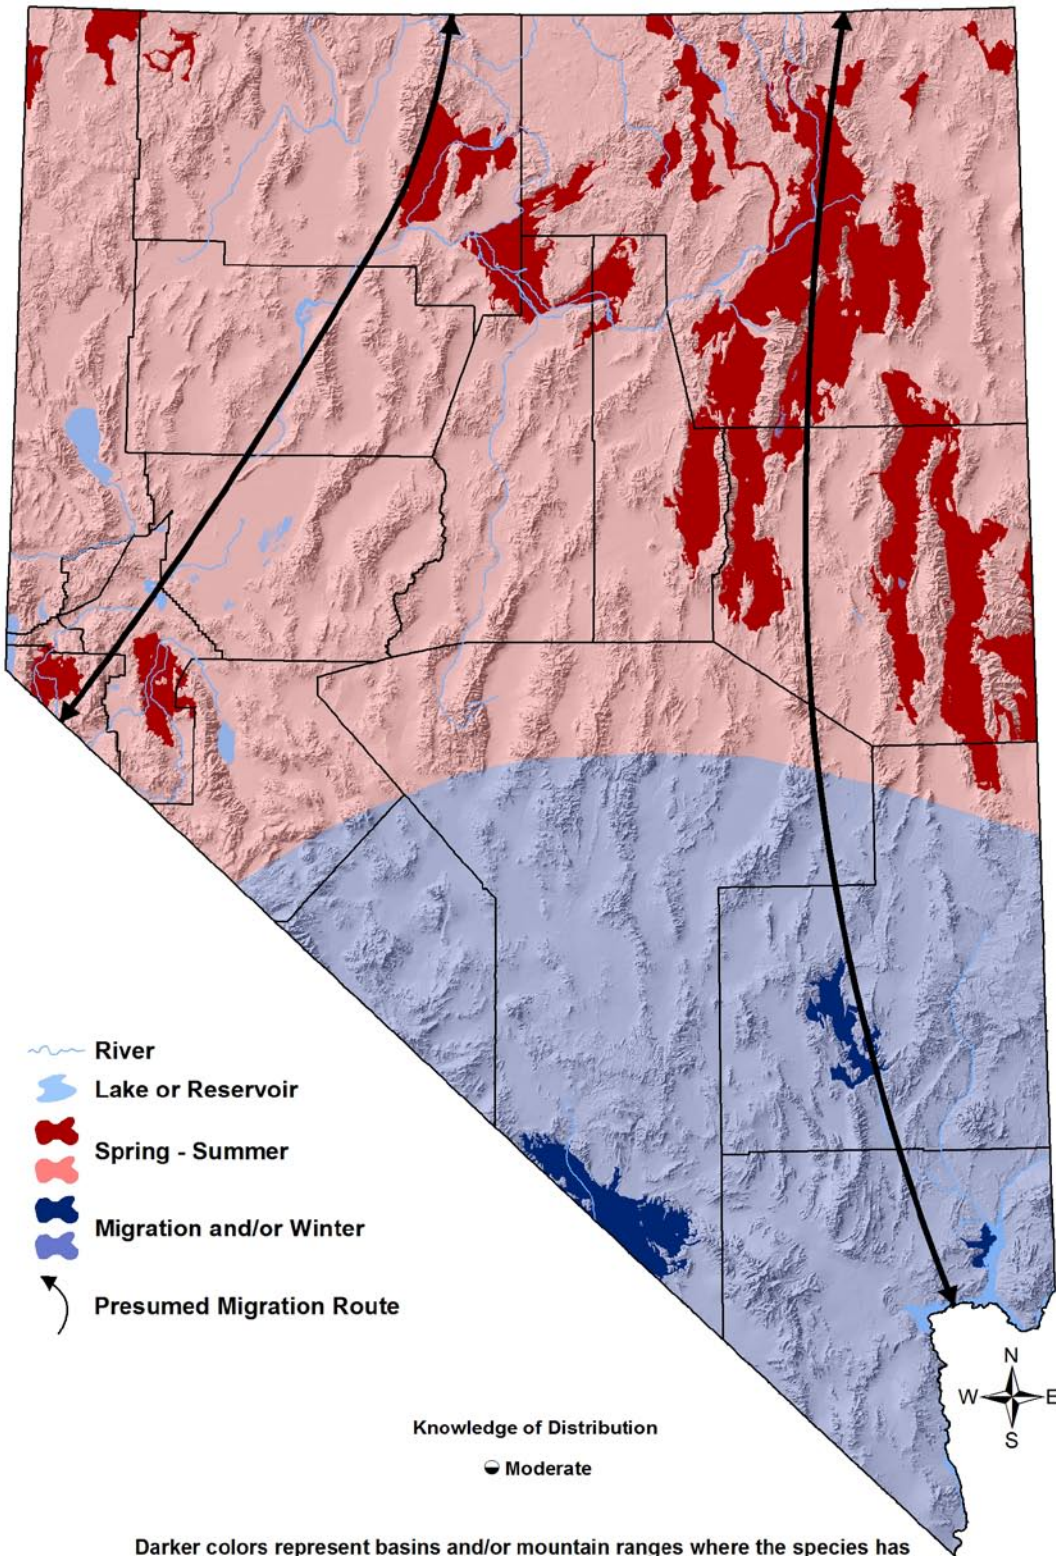 River
Lake or Reservoir
Spring - Summer
Migration and/or Winter
Presumed Migration Route
N
W E
S
Knowledge of Distribution
Moderate
Darker colors represent basins and/or mountain ranges where the species has